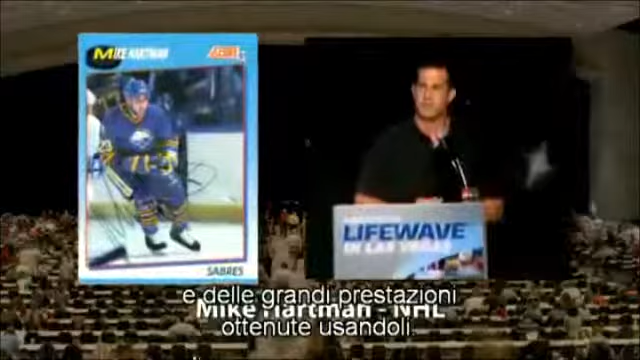 MIKE HARTMAN
SCORE
SABRES
LIFEWAVE
IN LAS VEGAS
e delle grandi prestazioni
Mike Hartman - NHL
ottenute usandoli.